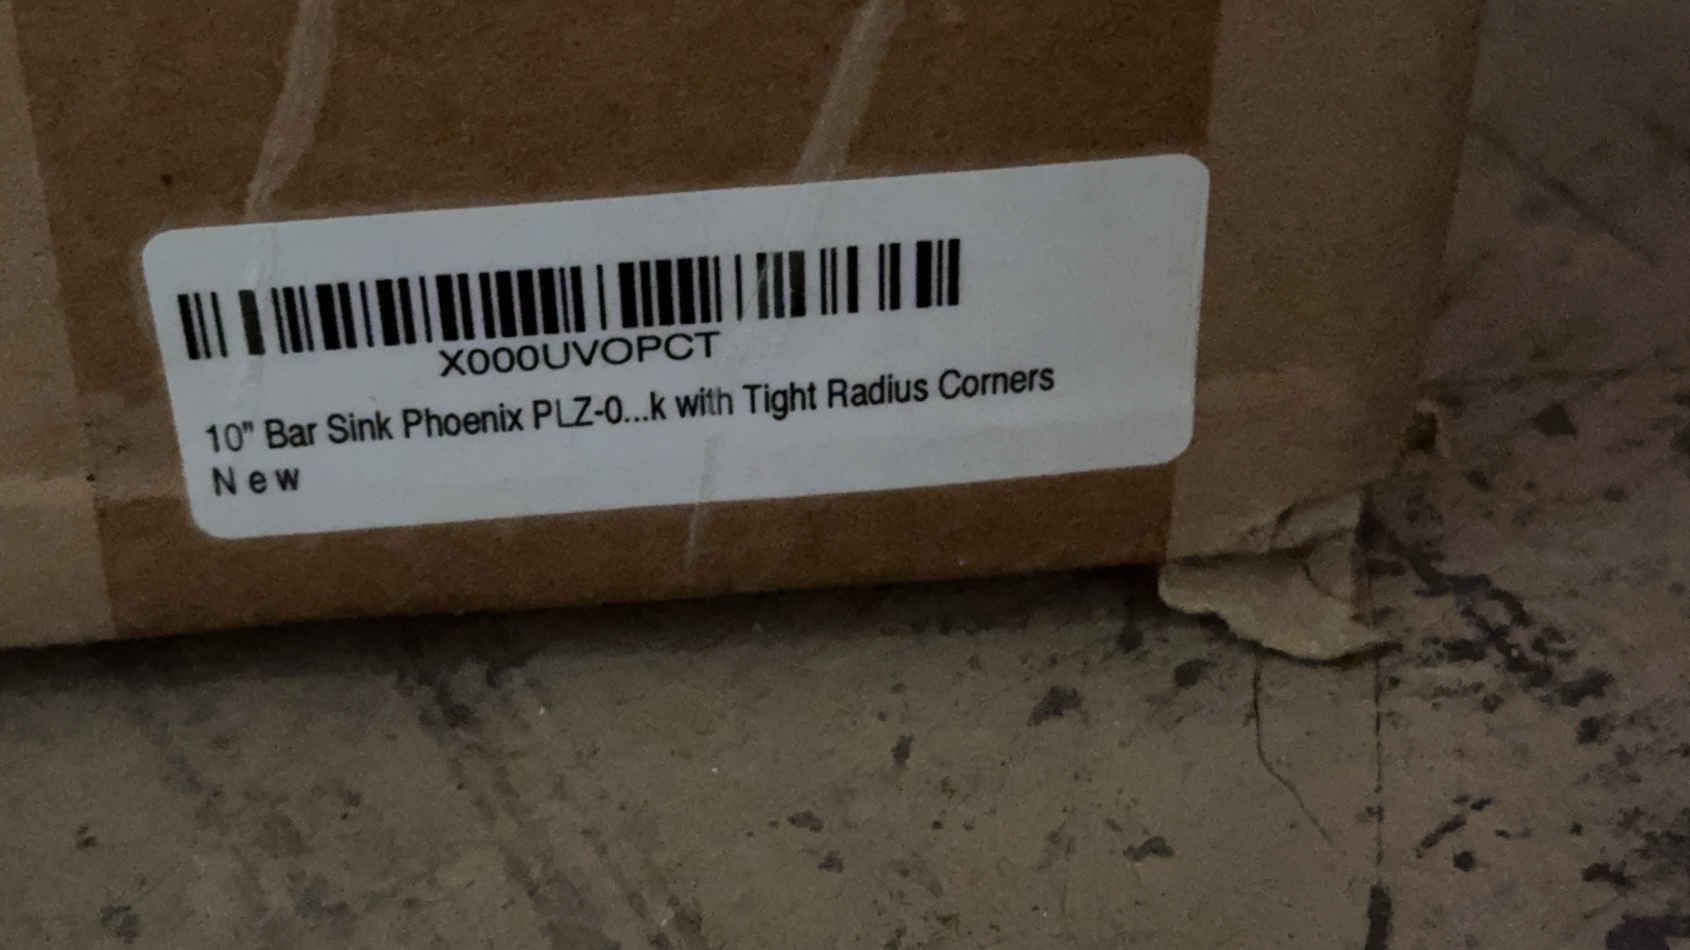 X000UVOPCT
10" Bar Sink Phoenix PLZ-0...k with Tight Radius Corners
New